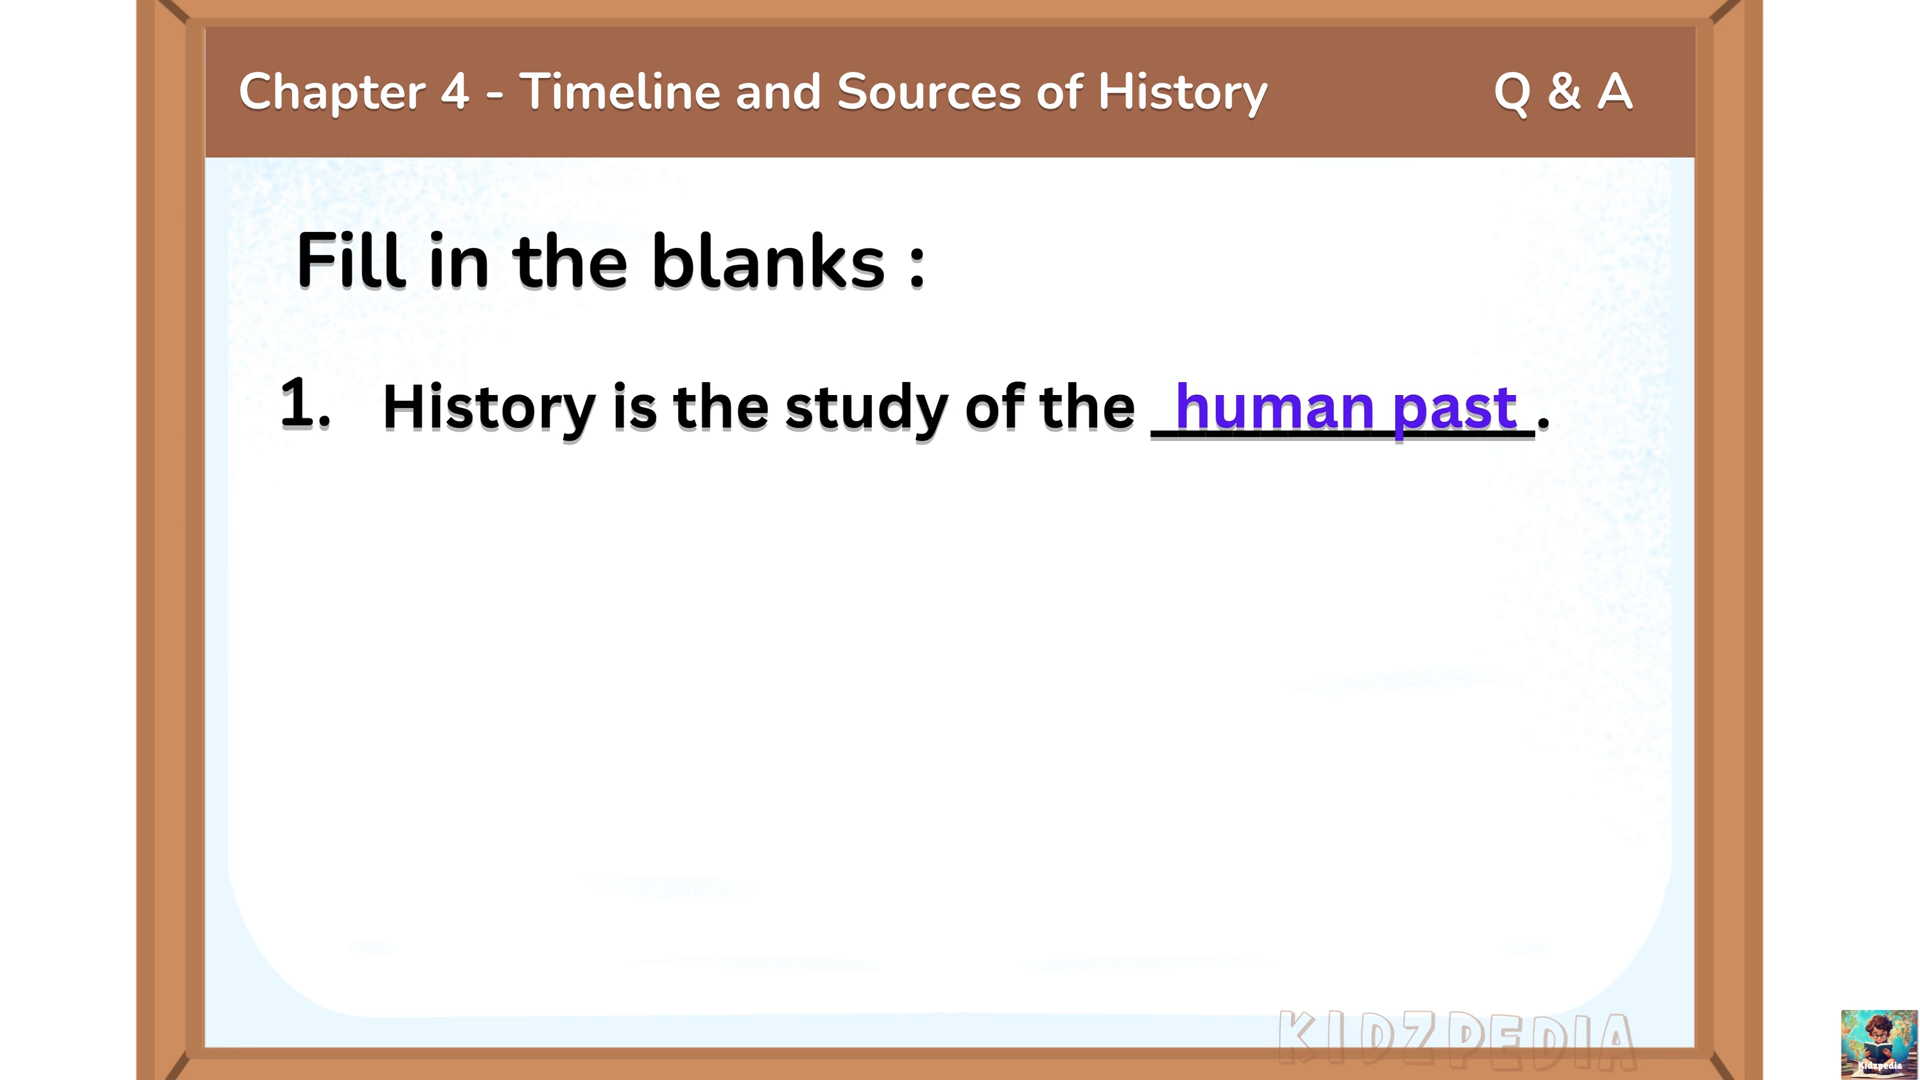 Chapter 4 - Timeline and Sources of History Q & A
Fill in the blanks :
1. History is the study of the human past.
KIDZPEDIA
Kidzpedia